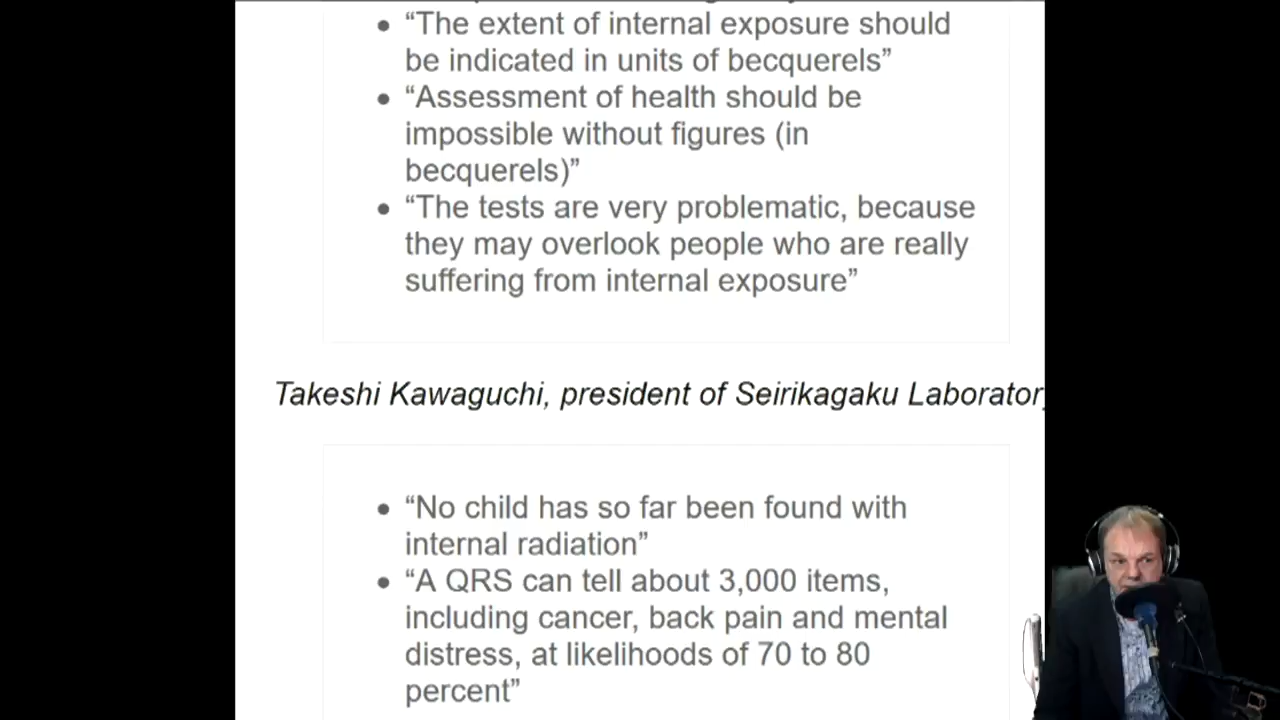 • “The extent of internal exposure should
be indicated in units of becquerels”
• “Assessment of health should be
impossible without figures (in
becquerels)”
• “The tests are very problematic, because
they may overlook people who are really
suffering from internal exposure”
Takeshi Kawaguchi, president of Seirikagaku Laborator
• “No child has so far been found with
internal radiation”
• “A QRS can tell about 3,000 items,
including cancer, back pain and mental
distress, at likelihoods of 70 to 80
percent”